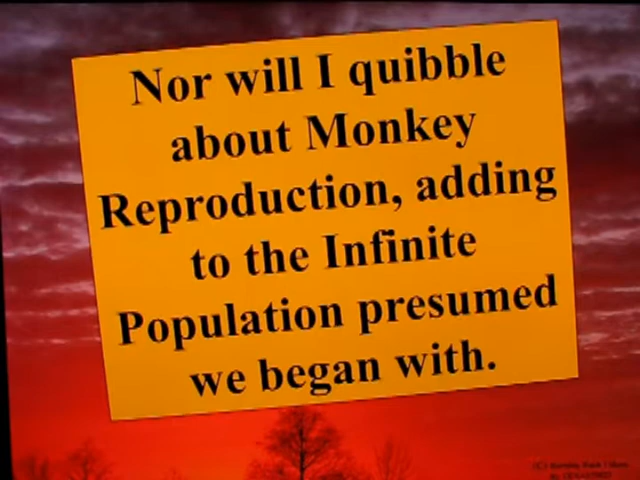 Nor will I quibble
about Monkey
Reproduction, adding
to the Infinite
Population presumed
we began with.